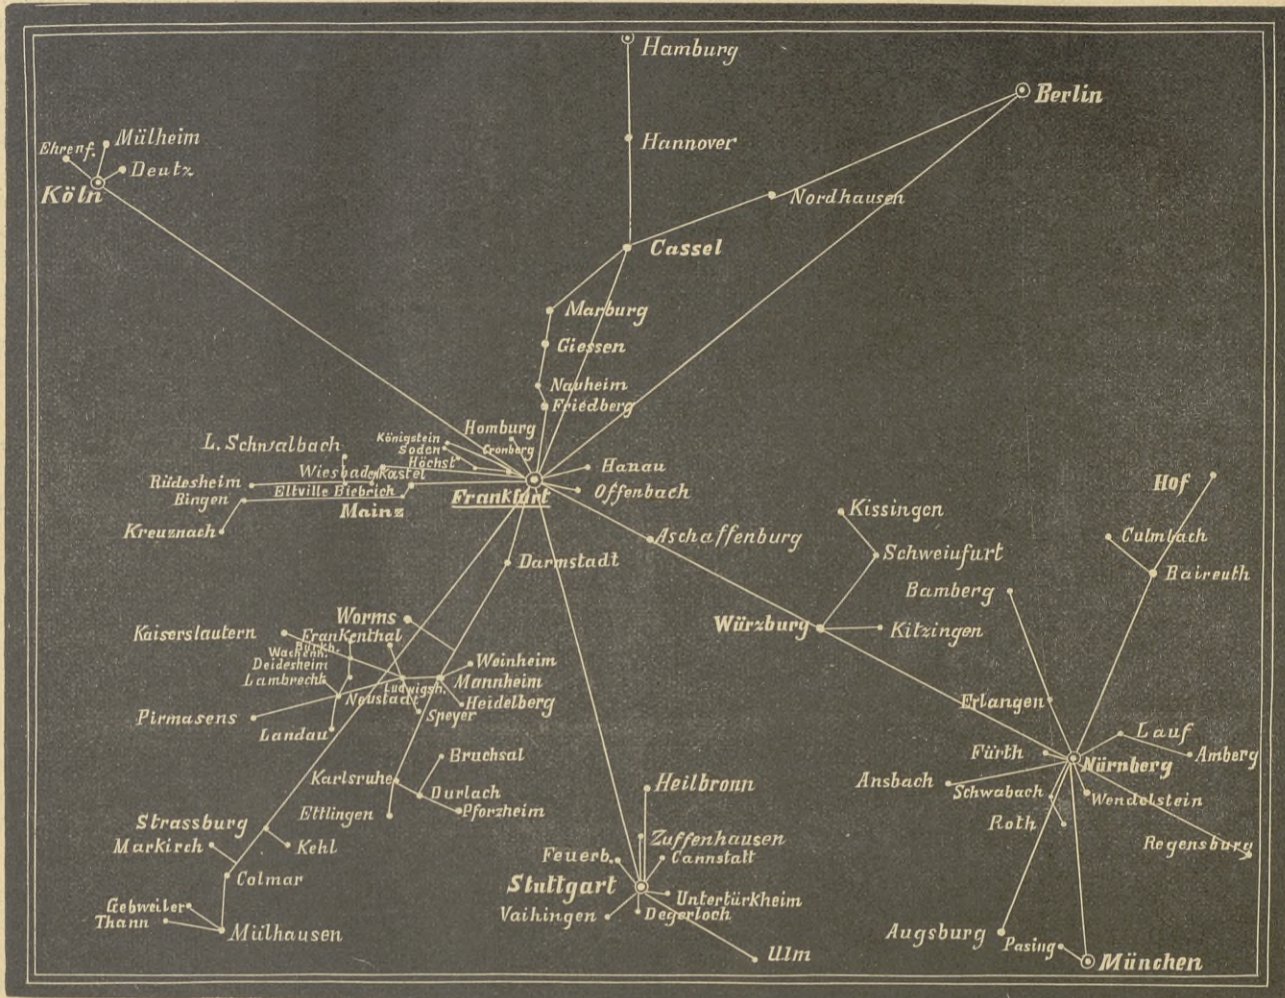 Hamburg
Berlin
Mülheim
Hannover
Ehrenf.
Deutz
Köln
Nordhausen
Cassel
Marburg
Giessen
Nauheim
Friedberg
Homburg
Königstein
L. Schwalbach
Soden
Cronberg
Höchst
Hanau
Wiesbaden
Kastel
Rüdesheim
Eltville
Biebrich
Offenbach
Hof
Bingen
Frankfurt
Mainz
Kissingen
Kreuznach
Aschaffenburg
Culmbach
Schweinfurt
Darmstadt
Baireuth
Bamberg
Worms
Würzburg
Kitzingen
Kaiserslautern
Frankenthal
Wachenh.
Weinheim
Deidesheim
Lambrecht
Mannheim
Ludwigsh.
Neustadt
Heidelberg
Erlangen
Speyer
Pirmasens
Landau
Lauf
Bruchsal
Fürth
Amberg
Nürnberg
Karlsruhe
Ansbach
Heilbronn
Durlach
Schwabach
Wendelstein
Ettlingen
Pforzheim
Strassburg
Roth
Zuffenhausen
Markirch
Kehl
Regensburg
Feuerb.
Cannstatt
Colmar
Stuttgart
Untertürkheim
Gebweiler
Vaihingen
Degerloch
Thann
Mülhausen
Augsburg
Pasing
Ulm
München